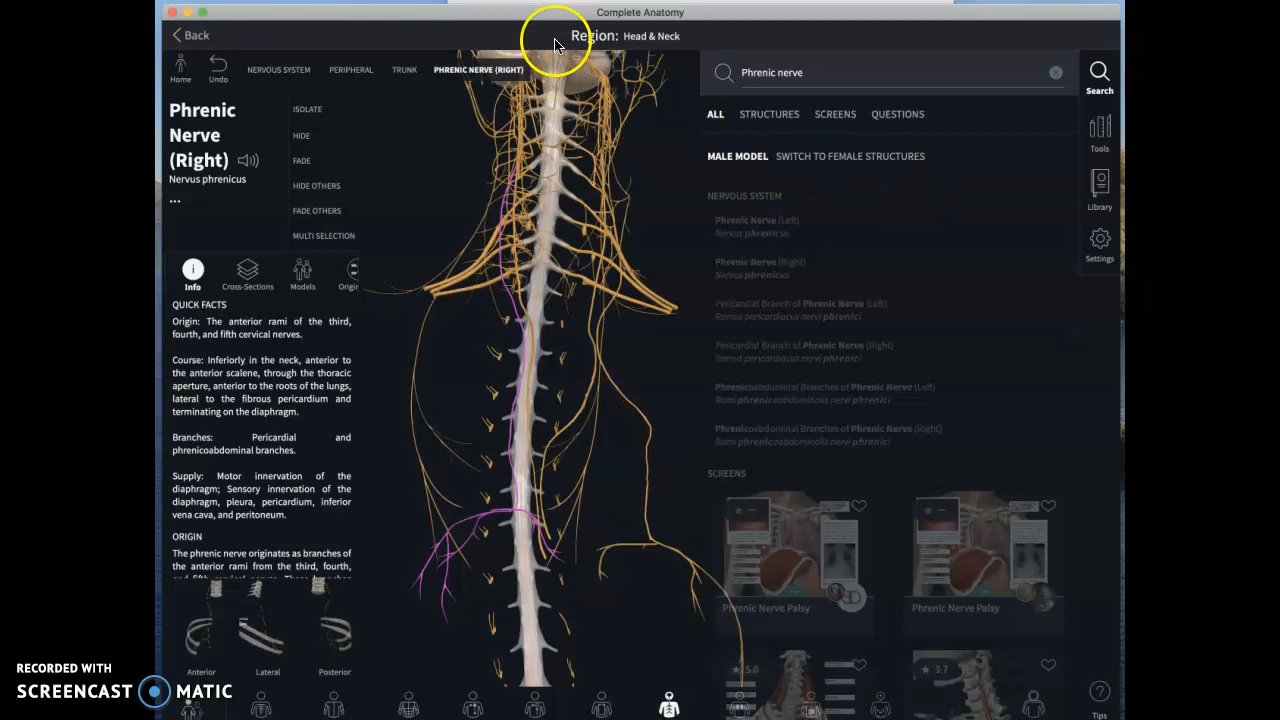 Complete Anatomy
Back
Region: Head & Neck
Home
Undo
NERVOUS SYSTEM
PERIPHERAL
TRUNK
PHRENIC NERVE (RIGHT)
Phrenic
Nerve
(Right)
Nervus phrenicus
...
ISOLATE
HIDE
FADE
HIDE OTHERS
FADE OTHERS
MULTI SELECTION
Info
Cross-Sections
Models
Origin
QUICK FACTS
Origin: The anterior rami of the third,
fourth, and fifth cervical nerves.
Course: Inferiorly in the neck, anterior to
the anterior scalene, through the thoracic
aperture, anterior to the roots of the lungs,
lateral to the fibrous pericardium and
terminating on the diaphragm.
Branches: Pericardial and
phrenicoabdominal branches.
Supply: Motor innervation of the
diaphragm; Sensory innervation of the
diaphragm, pleura, pericardium, inferior
vena cava, and peritoneum.
ORIGIN
The phrenic nerve originates as branches of
the anterior rami from the third, fourth,
Anterior
Lateral
Posterior
Phrenic nerve
ALL
STRUCTURES
SCREENS
QUESTIONS
MALE MODEL
SWITCH TO FEMALE STRUCTURES
NERVOUS SYSTEM
Phrenic Nerve (Left)
Nervus phrenicus
Phrenic Nerve (Right)
Nervus phrenicus
Pericardial Branch of Phrenic Nerve (Left)
Ramus pericardiacus nervi phrenici
Pericardial Branch of Phrenic Nerve (Right)
Ramus pericardiacus nervi phrenici
Phrenicoabdominal Branches of Phrenic Nerve (Left)
Rami phrenicoabdominalis nervi phrenici
Phrenicoabdominal Branches of Phrenic Nerve (Right)
Rami phrenicoabdominalis nervi phrenici
SCREENS
Phrenic Nerve Palsy
Phrenic Nerve Palsy
5.0
3.7
Search
Tools
Library
Settings
Tips
RECORDED WITH
SCREENCAST MATIC